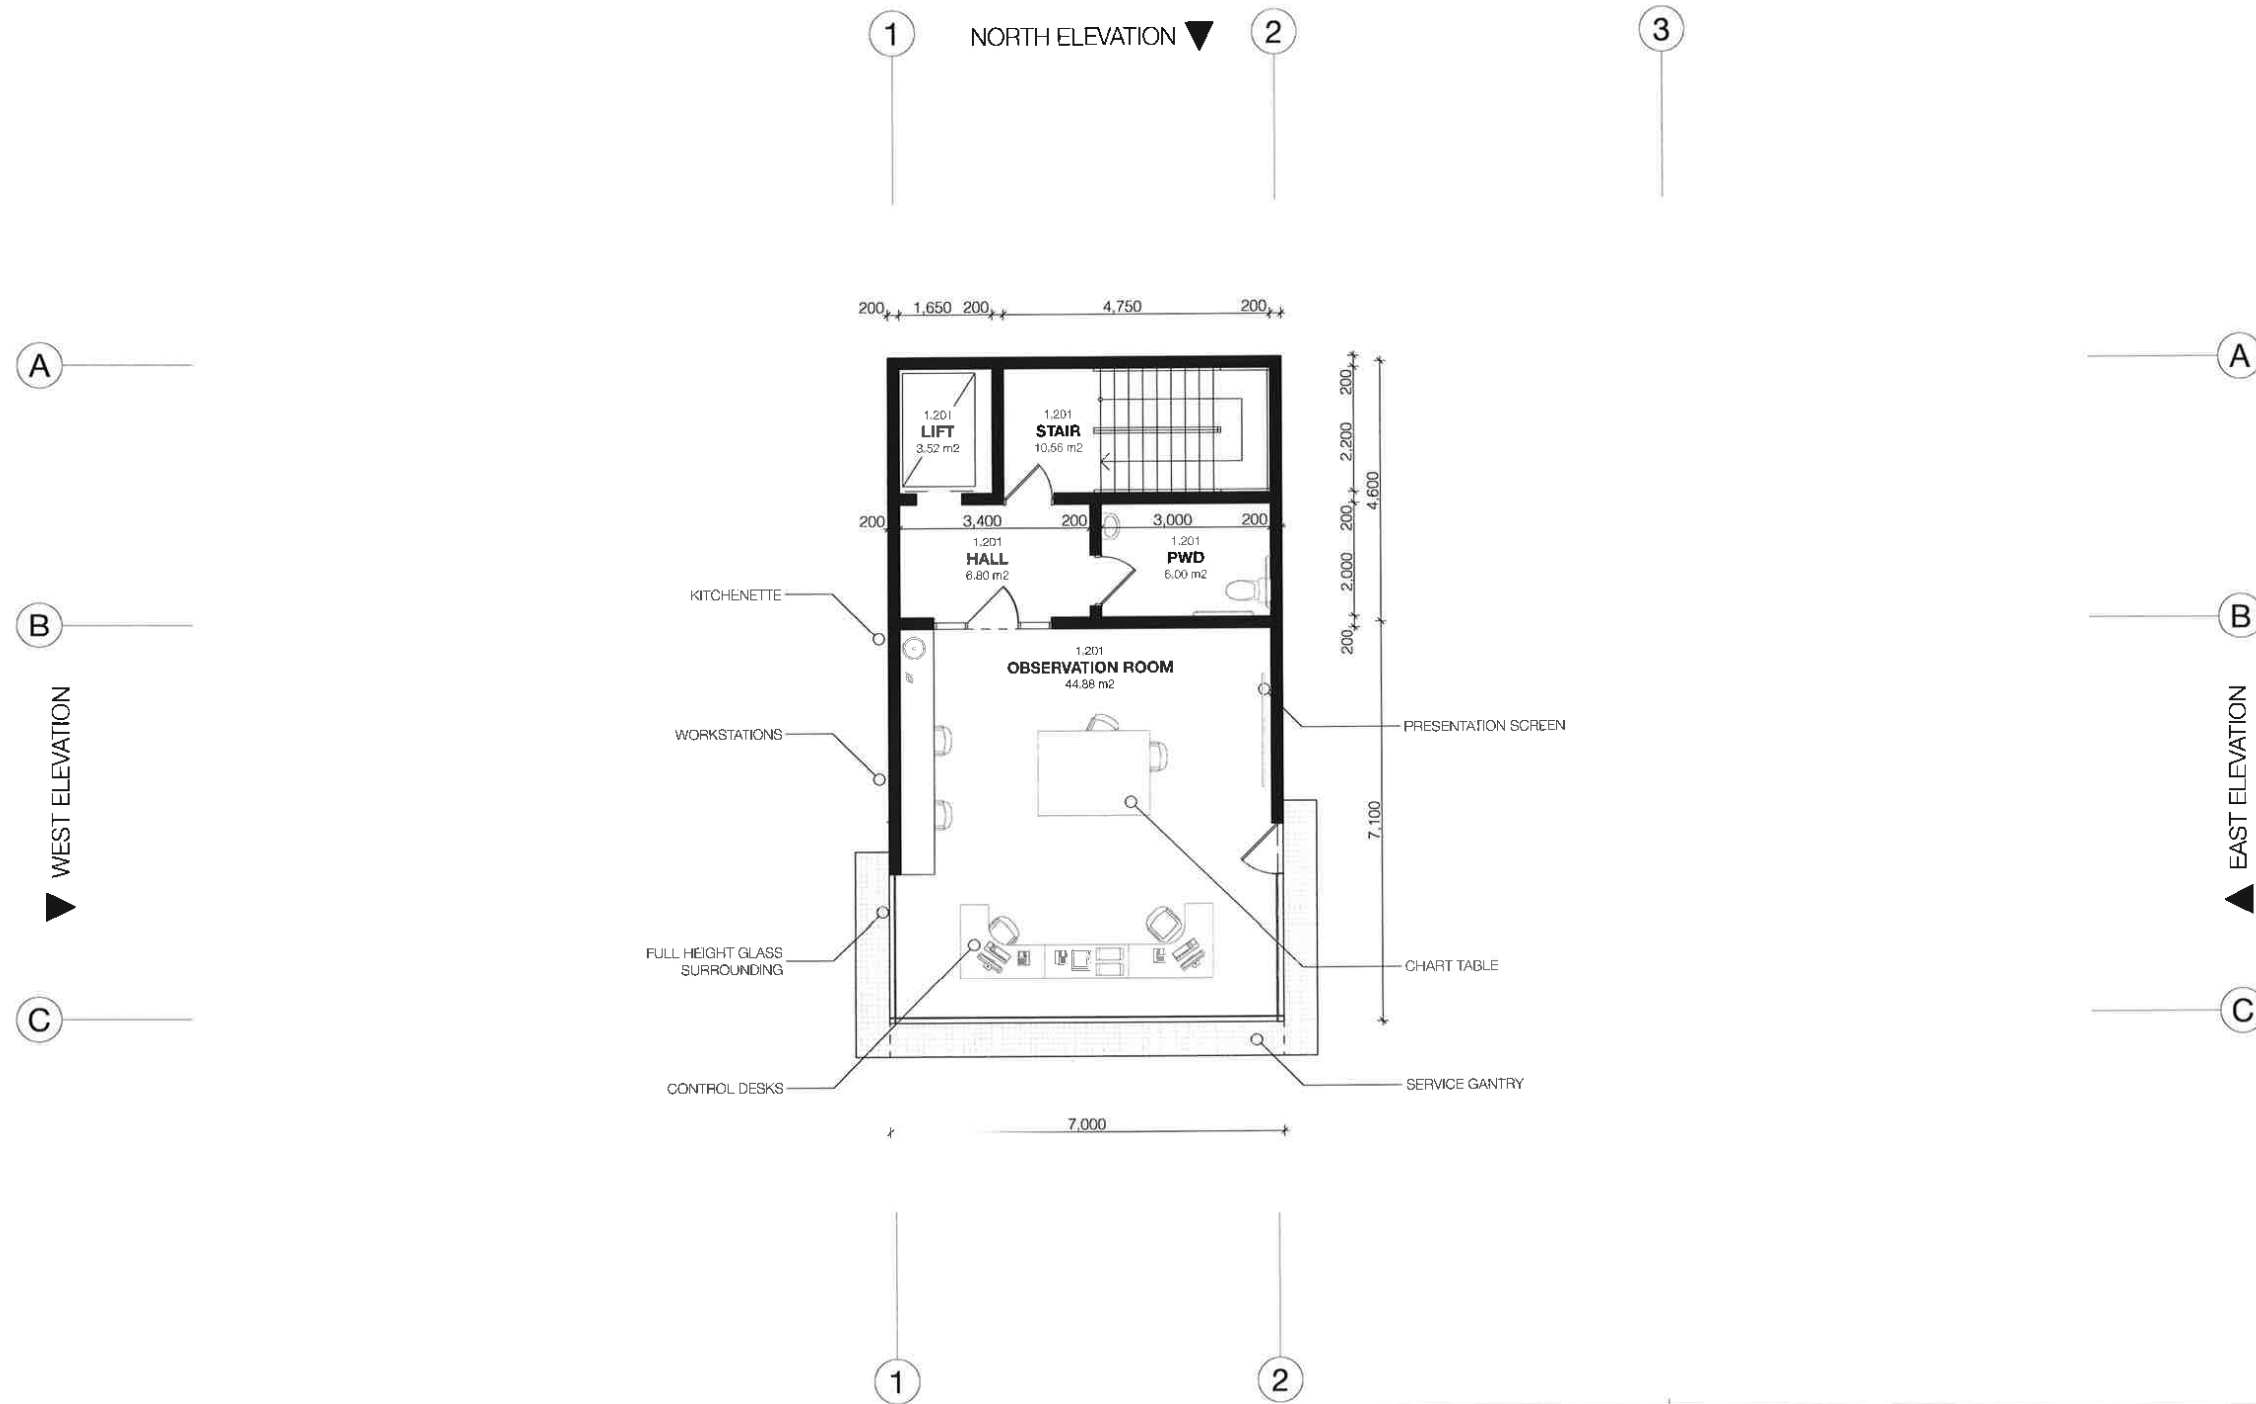 1
NORTH ELEVATION
2
3
200
1,650
200
4,750
200
A
A
1.201
LIFT
3.52 m2
1.201
STAIR
10.56 m2
200
2,200
4,600
200
2,000
200
200
3,400
200
3,000
200
1.201
HALL
6.80 m2
1.201
PWD
6.00 m2
KITCHENETTE
B
B
1.201
OBSERVATION ROOM
44.88 m2
WEST ELEVATION
EAST ELEVATION
WORKSTATIONS
PRESENTATION SCREEN
7,100
FULL HEIGHT GLASS
SURROUNDING
CHART TABLE
C
C
CONTROL DESKS
SERVICE GANTRY
7,000
1
2